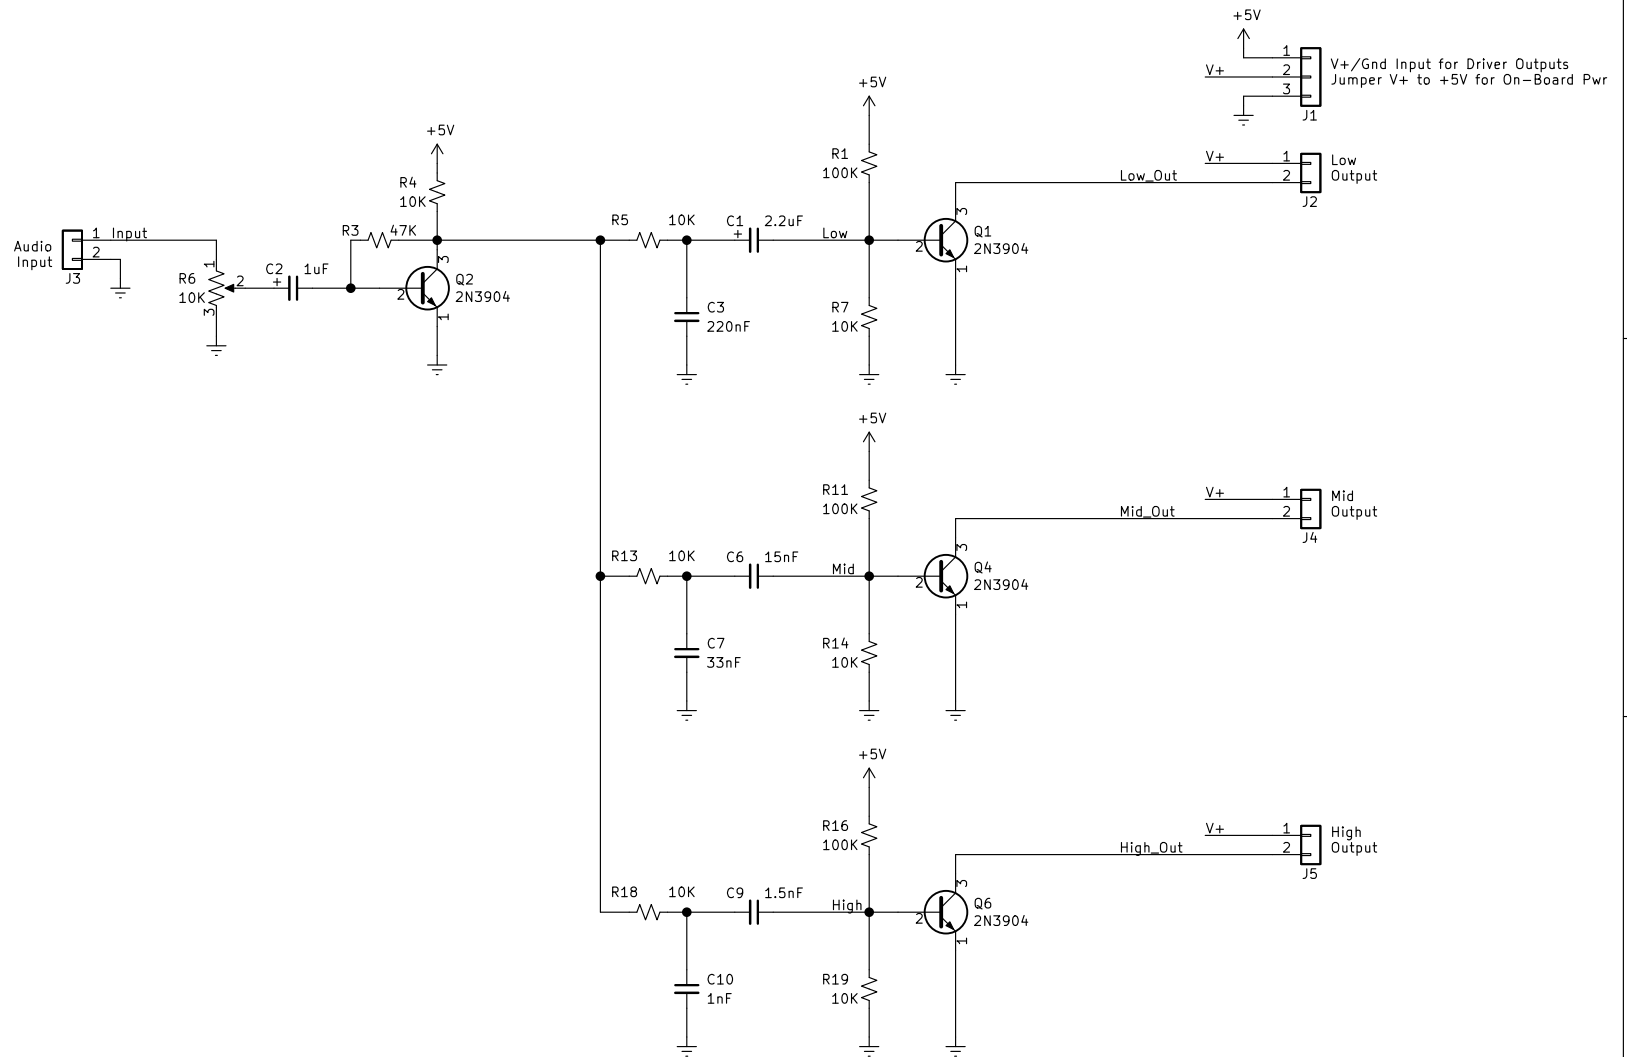 +5V
1
V+
2
3
V+/Gnd Input for Driver Outputs
Jumper V+ to +5V for On-Board Pwr
J1
+5V
R1
100K
V+
1
2
Low
Output
Low_Out
J2
+5V
R4
10K
R3 47K
3
Q2
2N3904
2
1
Audio
Input
1 Input
2
J3
R6
10K
1
2
3
C2
+
1uF
R5 10K
C1
+
2.2uF
Low
3
Q1
2N3904
2
1
C3
220nF
R7
10K
+5V
R11
100K
V+
1
2
Mid
Output
Mid_Out
J4
R13 10K
C6 15nF
Mid
3
Q4
2N3904
2
1
C7
33nF
R14
10K
+5V
R16
100K
V+
1
2
High
Output
High_Out
J5
R18 10K
C9 1.5nF
High
3
Q6
2N3904
2
1
C10
1nF
R19
10K